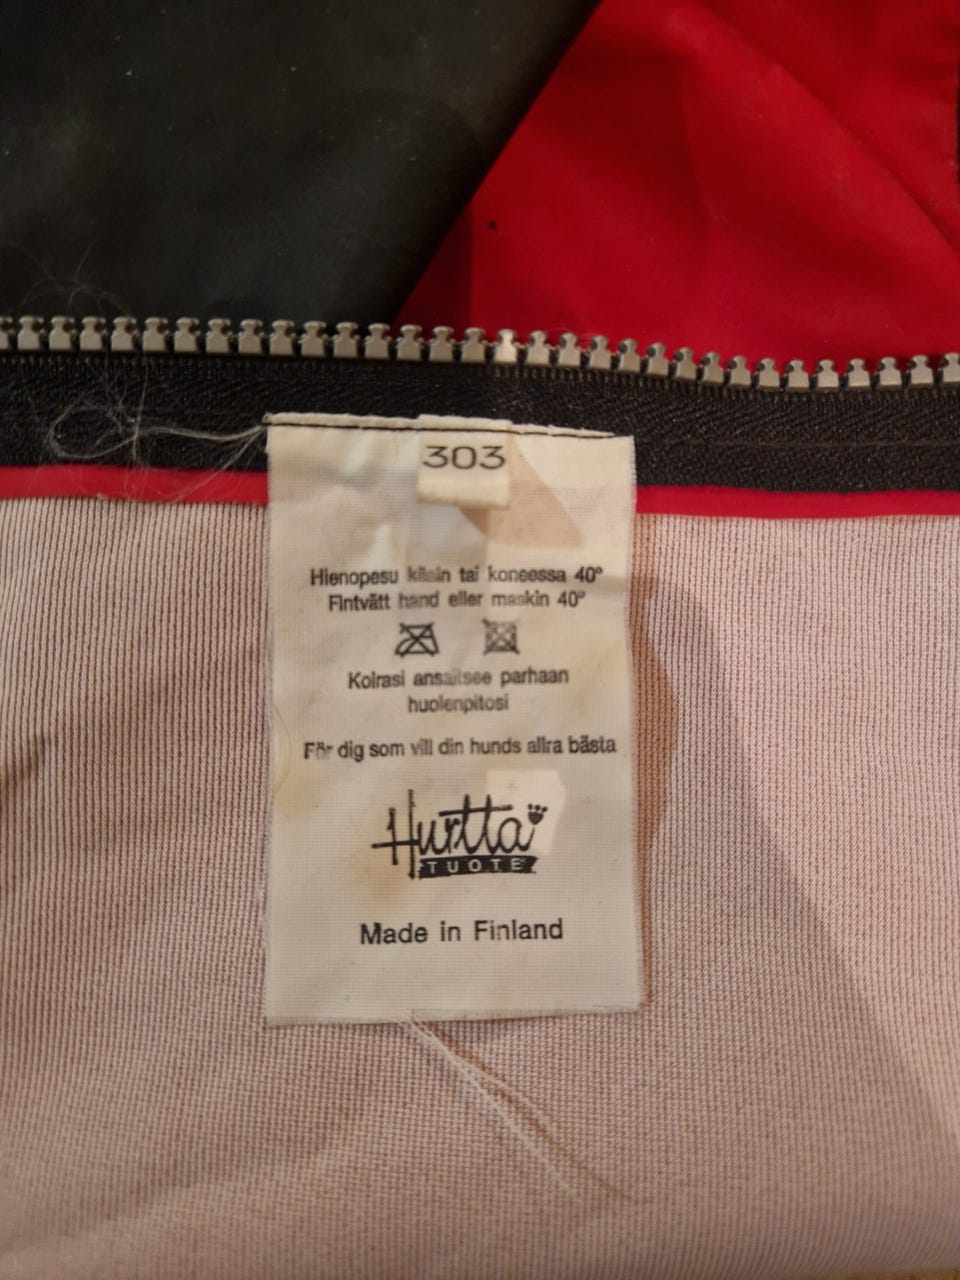 303
Hienopesu käsin tai koneessa 40°
Fintvätt hand eller maskin 40°
Koirasi ansaitsee parhaan
huolenpitosi
För dig som vill din hunds allra bästa
Hurtta
TUOTE
Made in Finland